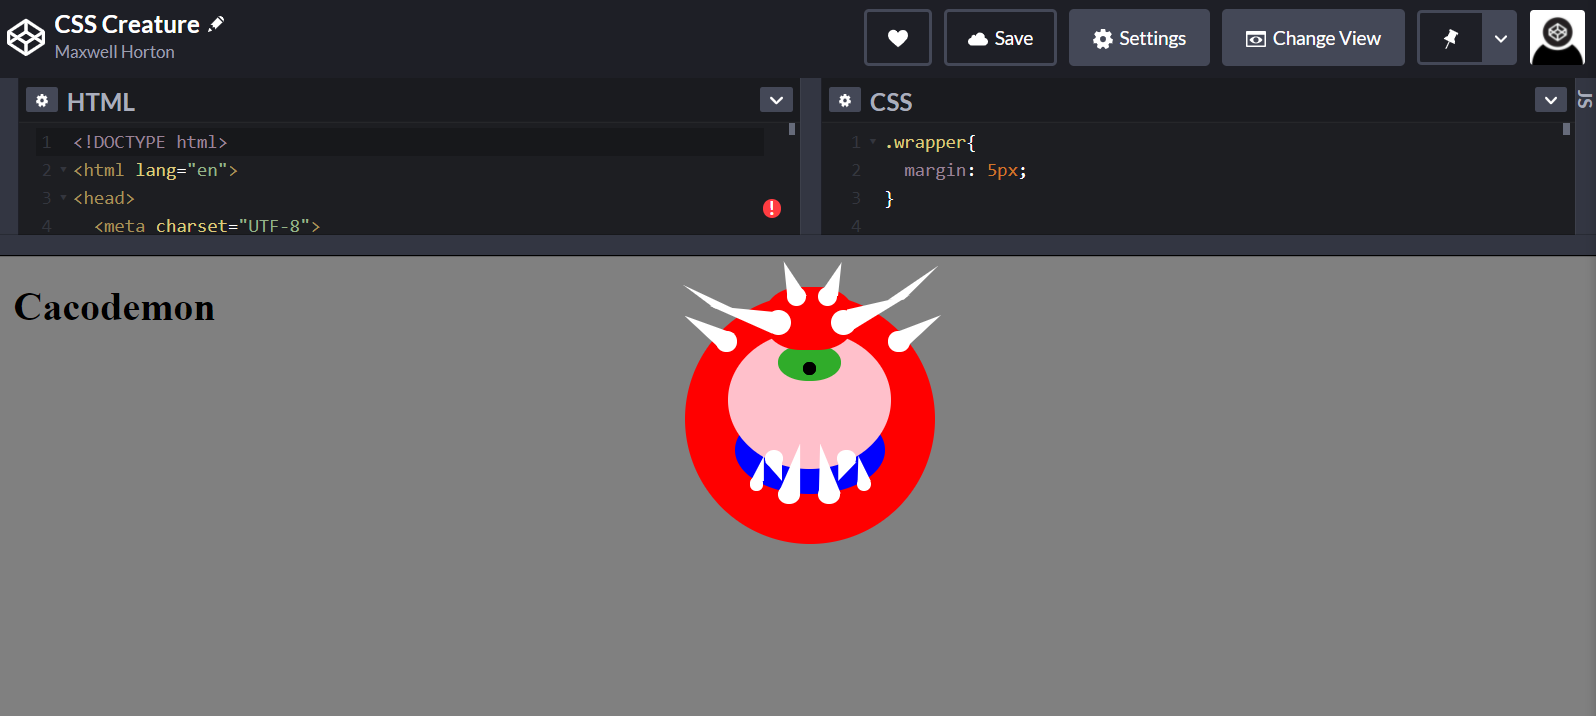 CSS Creature
Maxwell Horton
Save
Settings
Change View
HTML
1 <!DOCTYPE html>
2 <html lang="en">
3 <head>
4 <meta charset="UTF-8">
CSS
1 .wrapper{
2 margin: 5px;
3 }
4
JS
Cacodemon